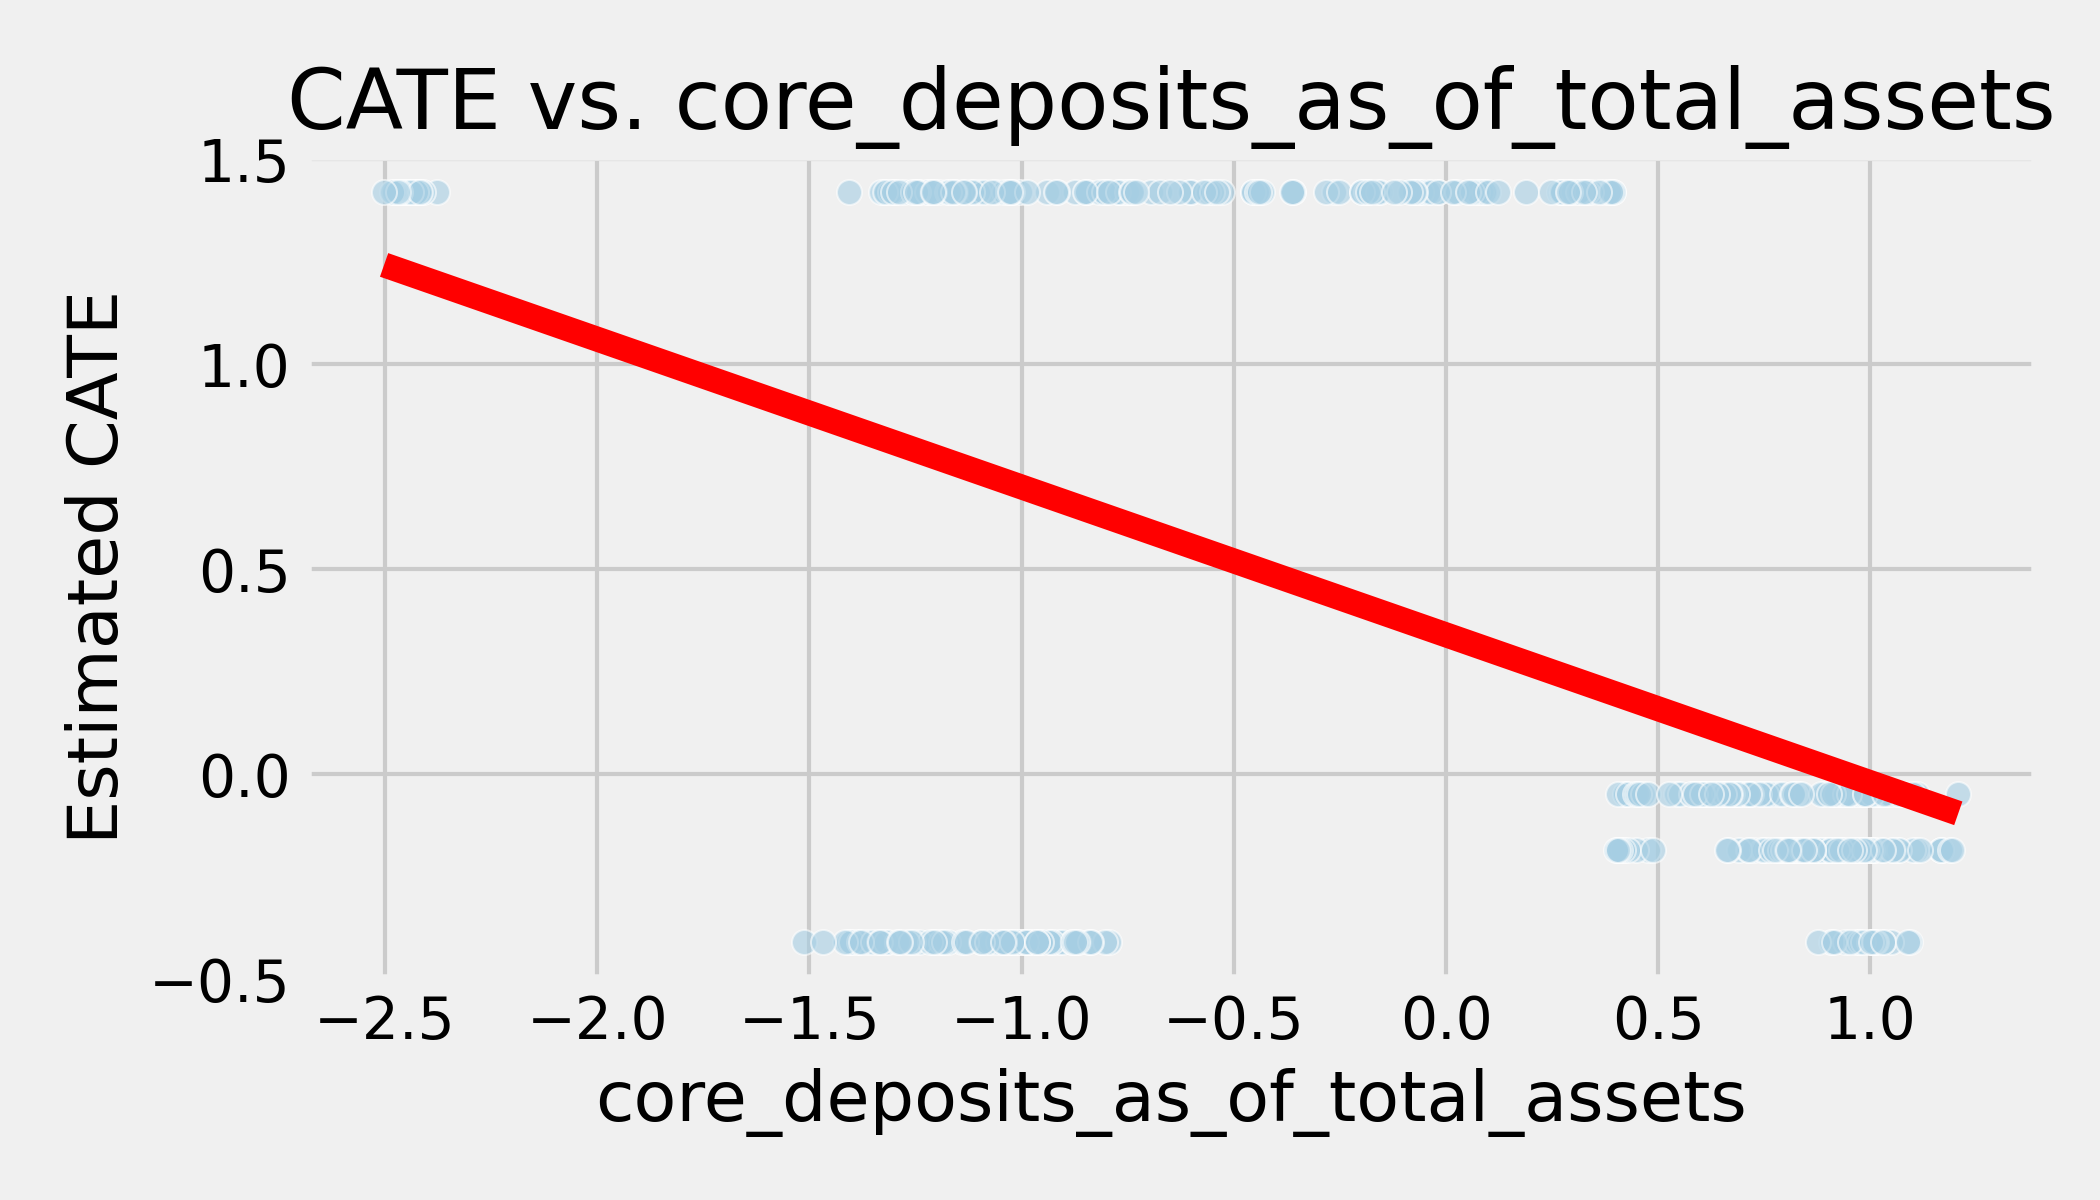 CATE vs. core_deposits_as_of_total_assets
Estimated CATE
1.5
1.0
0.5
0.0
−0.5
−2.5 −2.0 −1.5 −1.0 −0.5 0.0 0.5 1.0
core_deposits_as_of_total_assets